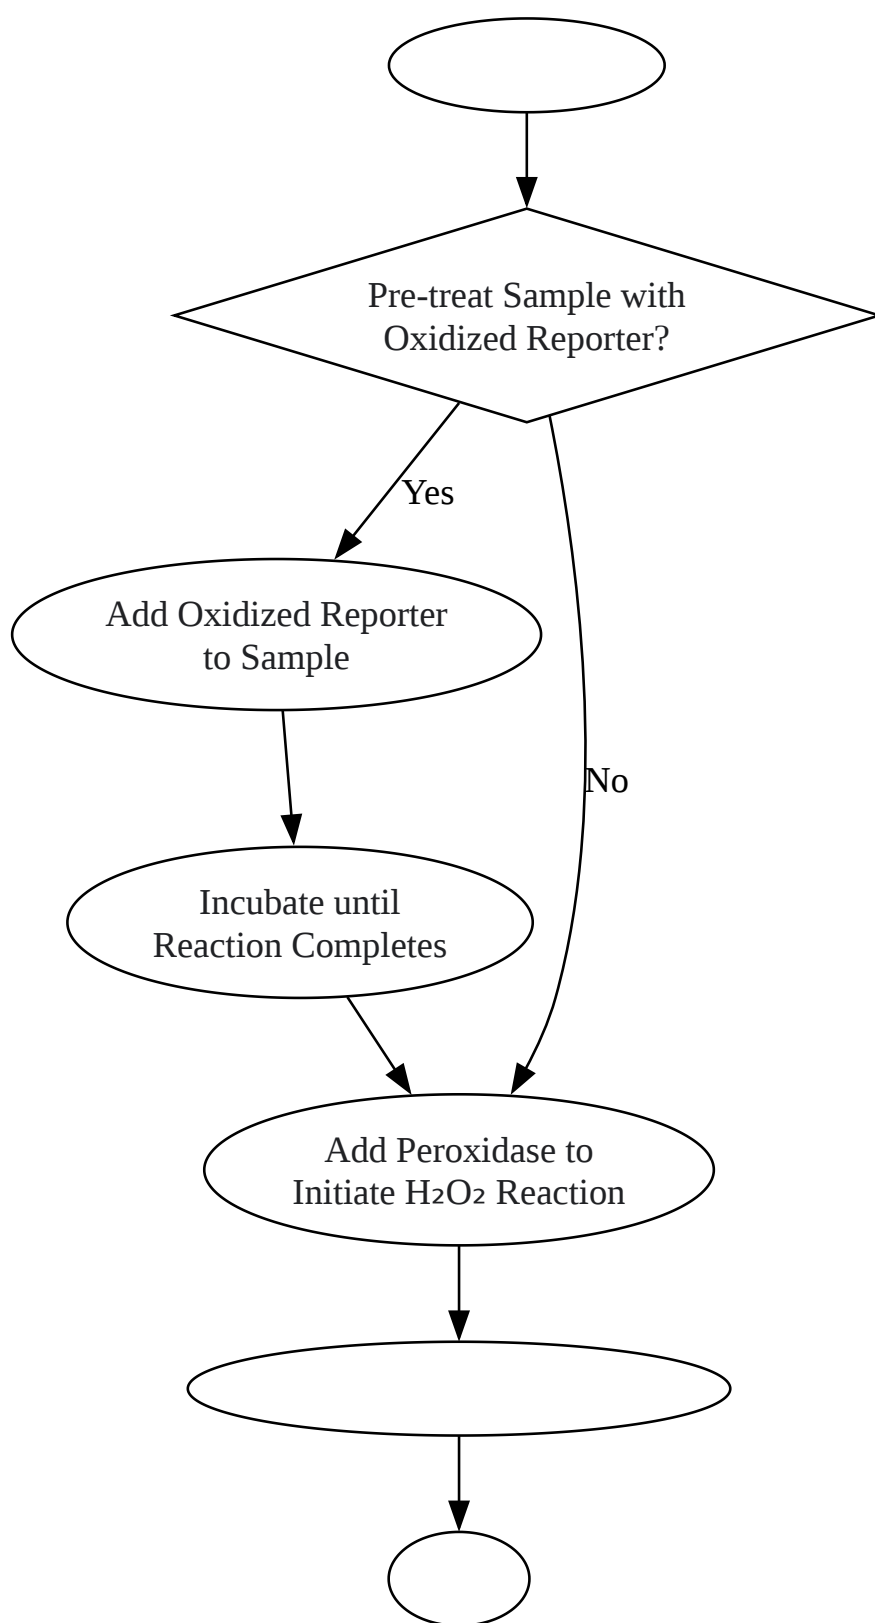 Pre-treat Sample with
Oxidized Reporter?
Yes
Add Oxidized Reporter
to Sample
No
Incubate until
Reaction Completes
Add Peroxidase to
Initiate H₂O₂ Reaction